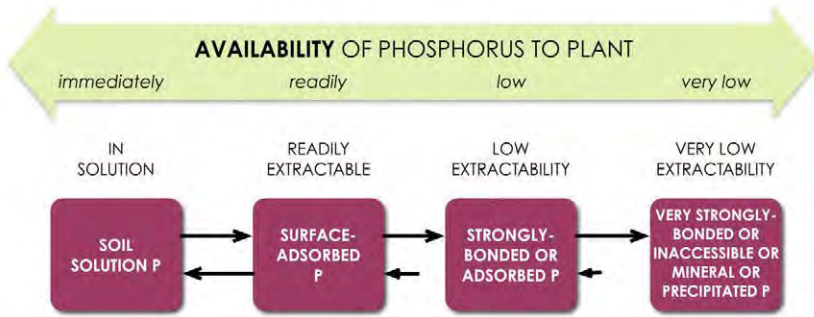 AVAILABILITY OF PHOSPHORUS TO PLANT
immediately readily low very low
IN
SOLUTION
READILY
EXTRACTABLE
LOW
EXTRACTABILITY
VERY LOW
EXTRACTABILITY
SOIL
SOLUTION P
SURFACE-
ADSORBED
P
STRONGLY-
BONDED OR
ADSORBED P
VERY STRONGLY-
BONDED OR
INACCESSIBLE OR
MINERAL OR
PRECIPITATED P